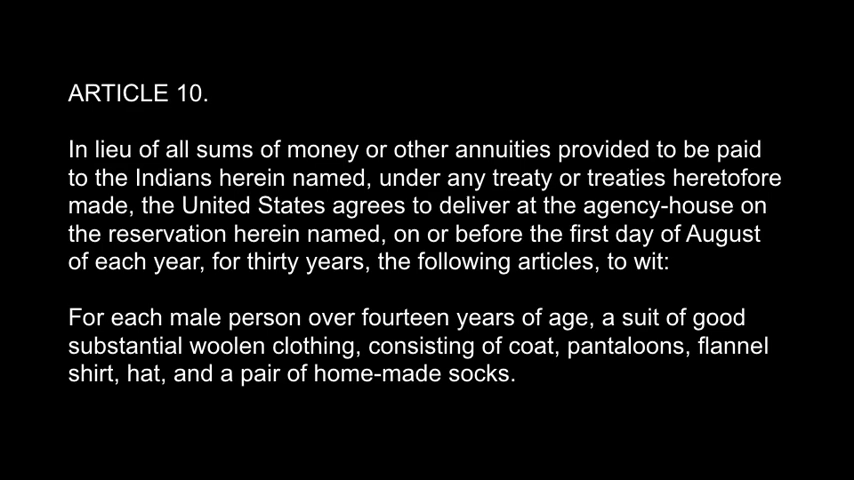 ARTICLE 10.
In lieu of all sums of money or other annuities provided to be paid
to the Indians herein named, under any treaty or treaties heretofore
made, the United States agrees to deliver at the agency-house on
the reservation herein named, on or before the first day of August
of each year, for thirty years, the following articles, to wit:
For each male person over fourteen years of age, a suit of good
substantial woolen clothing, consisting of coat, pantaloons, flannel
shirt, hat, and a pair of home-made socks.